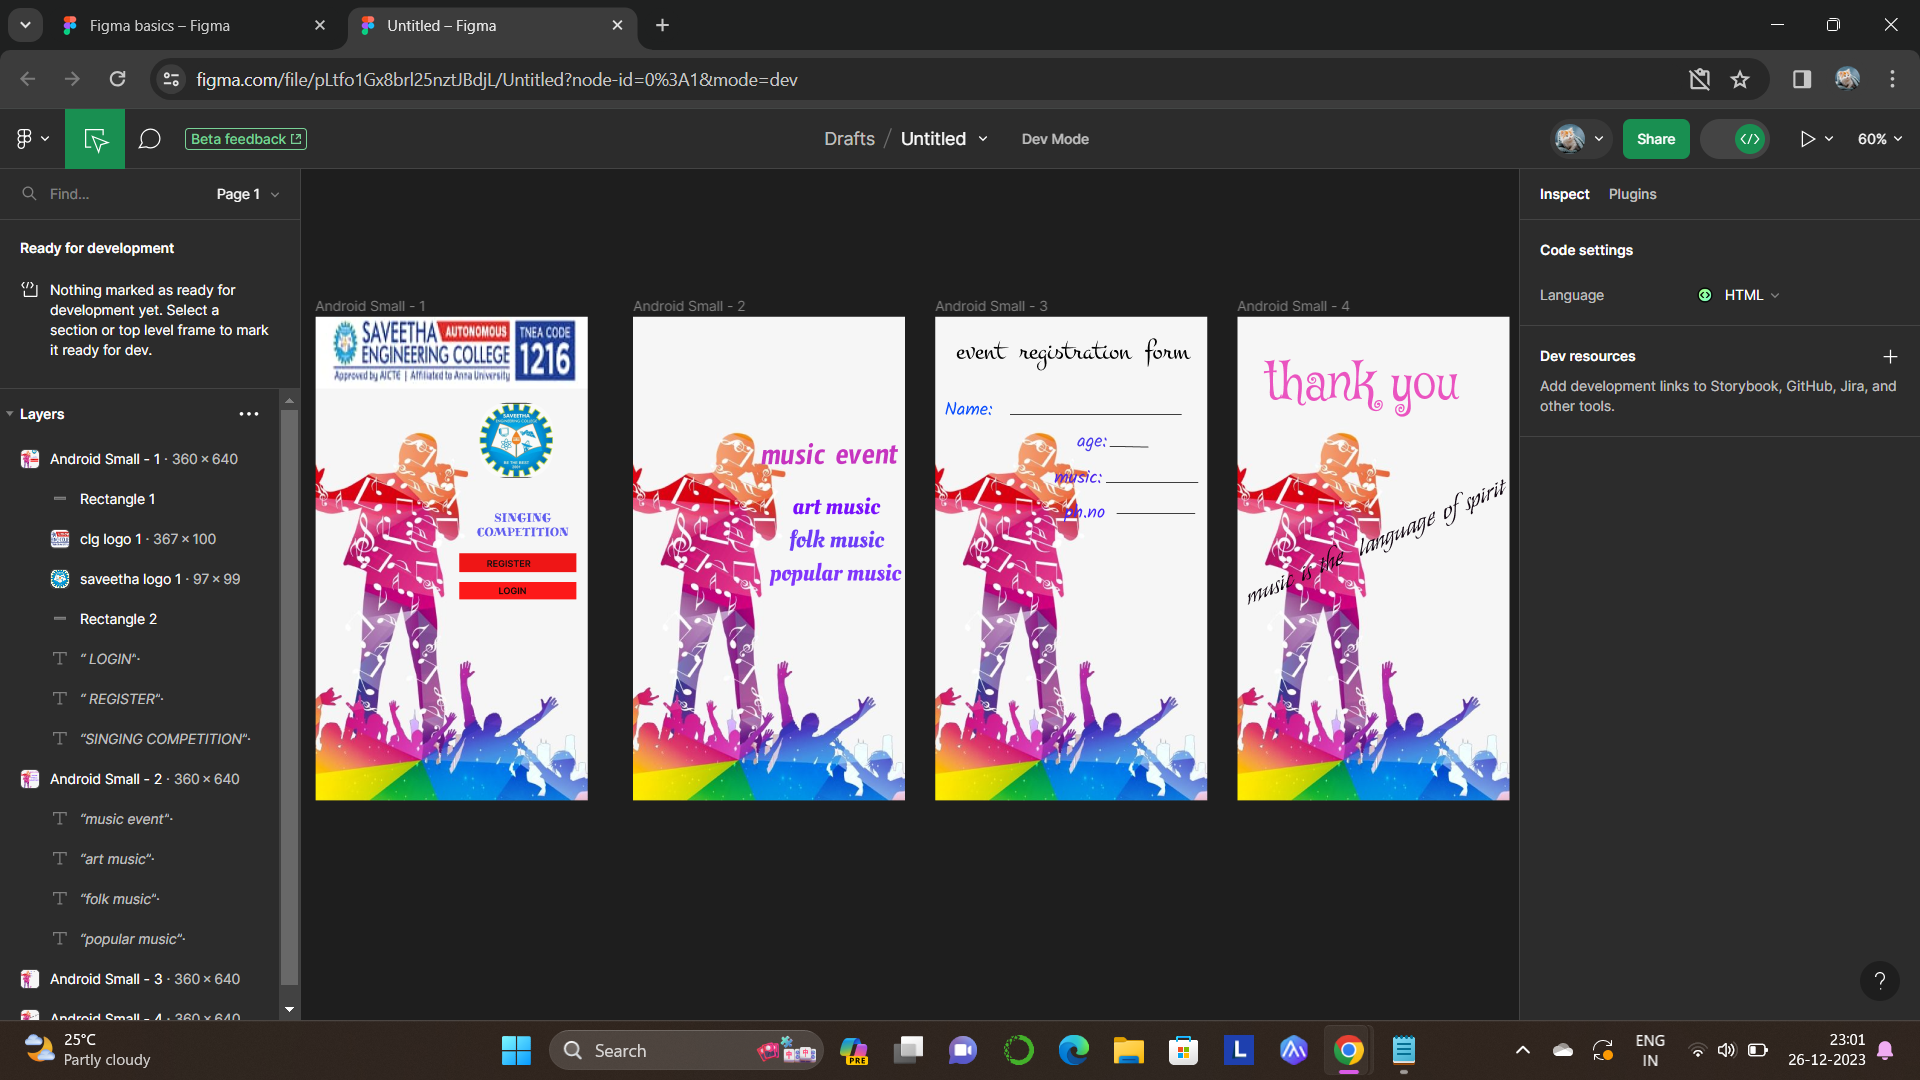 Figma basics – Figma
Untitled – Figma
figma.com/file/pLtfo1Gx8brl25nztJBdjL/Untitled?node-id=0%3A1&mode=dev
Beta feedback
Drafts / Untitled
Dev Mode
Share
60%
Find...
Page 1
Ready for development
Nothing marked as ready for
development yet. Select a
section or top level frame to mark
it ready for dev.
Layers
Android Small - 1 · 360 × 640
Rectangle 1
clg logo 1 · 367 × 100
saveetha logo 1 · 97 × 99
Rectangle 2
“ LOGIN”·
“ REGISTER”·
“SINGING COMPETITION”·
Android Small - 2 · 360 × 640
“music event”·
“art music”·
“folk music”·
“popular music”·
Android Small - 3 · 360 × 640
Android Small - 4 · 360 × 640
Android Small - 1
SAVEETHA AUTONOMOUS
ENGINEERING COLLEGE
Approved by AICTE | Affiliated to Anna University
TNEA CODE
1216
SAVEETHA
SINGING
COMPETITION
REGISTER
LOGIN
Android Small - 2
music event
art music
folk music
popular music
Android Small - 3
event registration form
Name:
age:
music:
ph.no
Android Small - 4
thank you
music is the language of spirit
Inspect
Plugins
Code settings
Language
HTML
Dev resources
Add development links to Storybook, GitHub, Jira, and
other tools.
?
25°C
Partly cloudy
Search
PRE
L
ENG
IN
23:01
26-12-2023